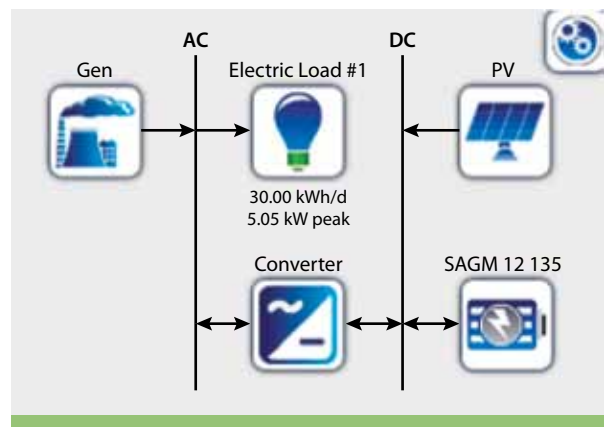 AC
DC
Gen
Electric Load #1
PV
30.00 kWh/d
5.05 kW peak
Converter
SAGM 12 135